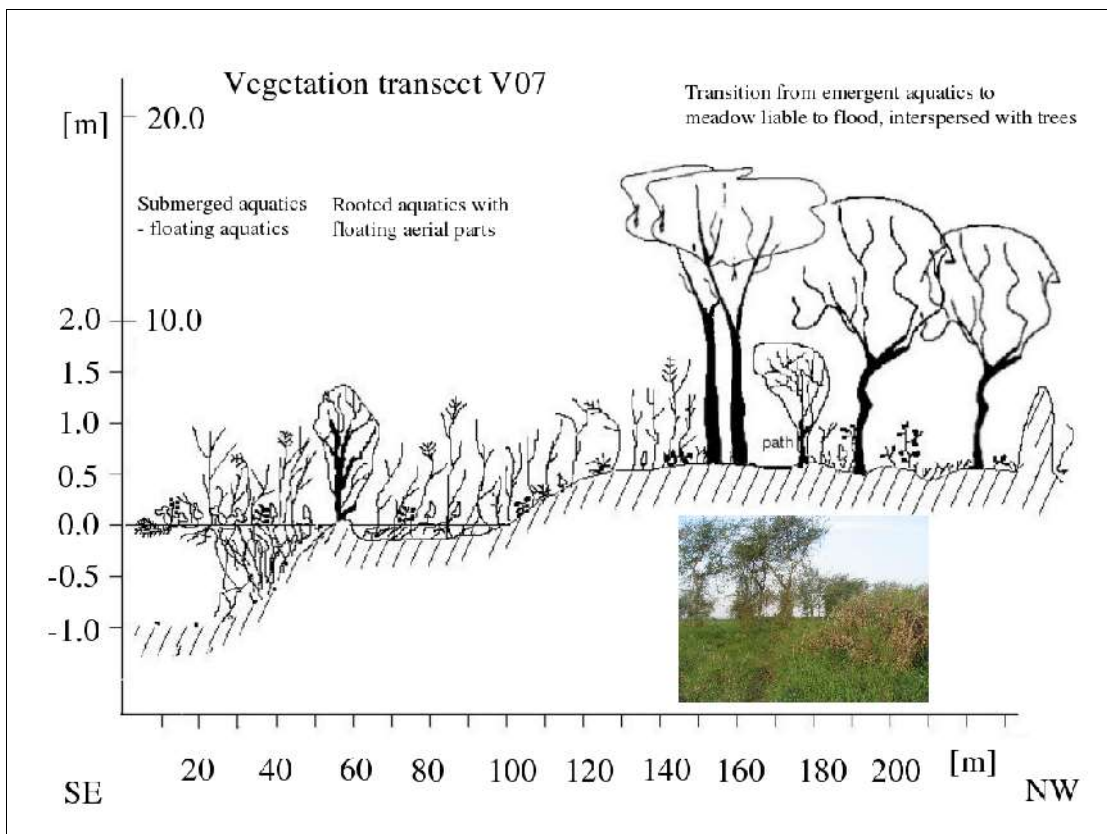 Vegetation transect V07
Transition from emergent aquatics to
meadow liable to flood, interspersed with trees
[m]
20.0
Submerged aquatics
- floating aquatics
Rooted aquatics with
floating aerial parts
2.0
10.0
1.5
1.0
path
0.5
0.0
-0.5
-1.0
20 40 60 80 100 120 140 160 180 200 [m]
SE
NW